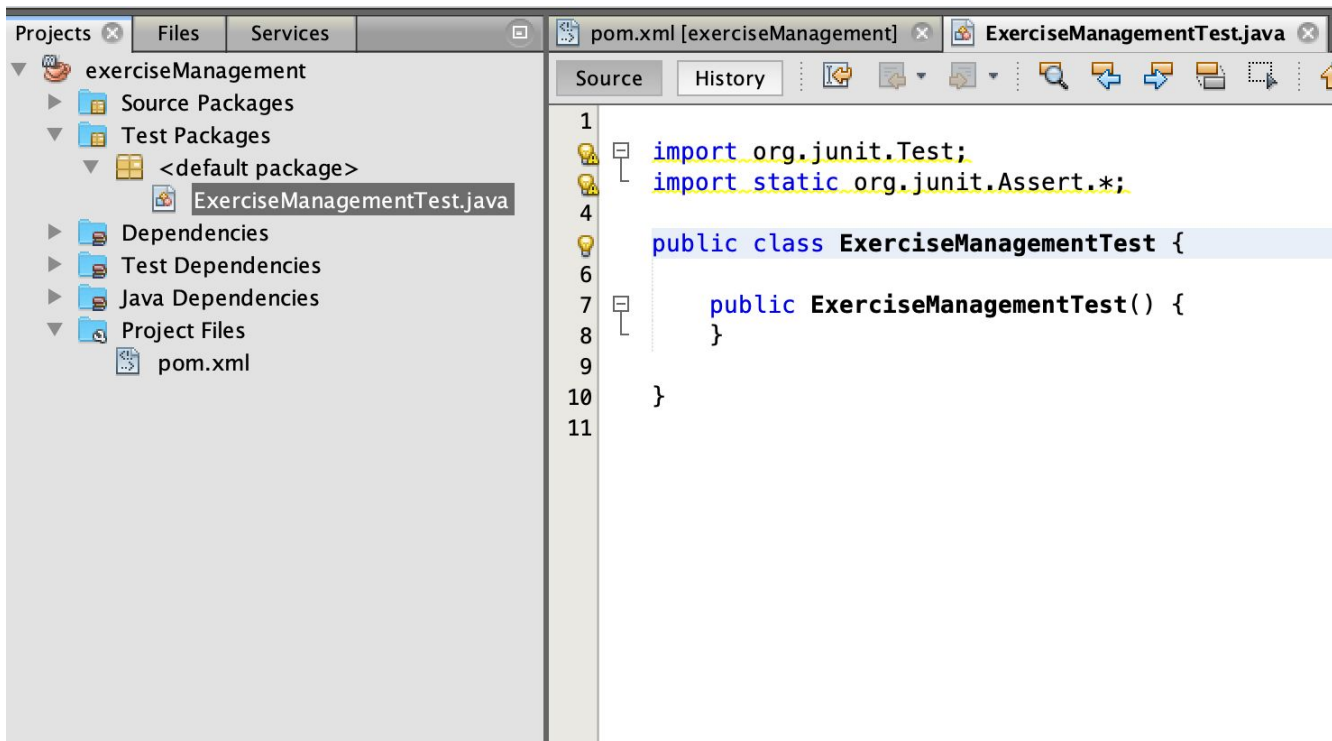 Projects Files Services
exerciseManagement
Source Packages
Test Packages
<default package>
ExerciseManagementTest.java
Dependencies
Test Dependencies
Java Dependencies
Project Files
pom.xml
pom.xml [exerciseManagement] ExerciseManagementTest.java
Source History
1
import org.junit.Test;
import static org.junit.Assert.*;
4
public class ExerciseManagementTest {
6
7 public ExerciseManagementTest() {
8 }
9
10 }
11